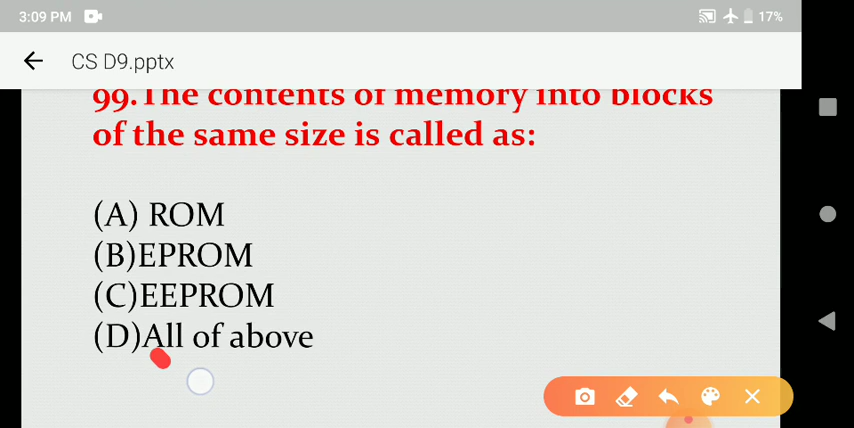 3:09 PM
17%
CS D9.pptx
99.The contents of memory into blocks
of the same size is called as:
(A) ROM
(B)EPROM
(C)EEPROM
(D)All of above